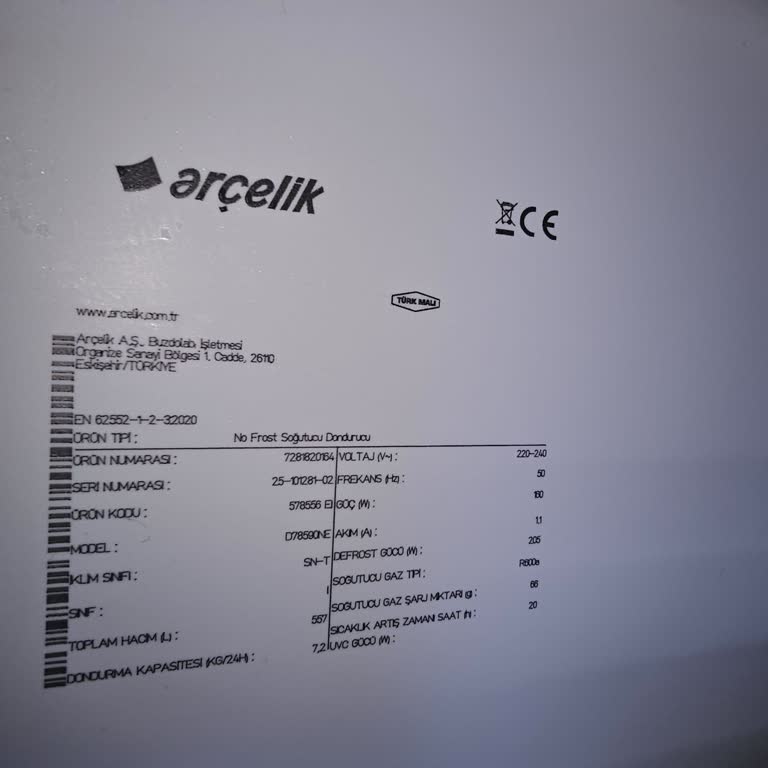 arçelik
CE
TÜRK MALI
www.arcelik.com.tr
Arçelik A.Ş. Buzdolabı İşletmesi
Organize Sanayi Bölgesi 1. Cadde, 26110
Eskişehir/TÜRKİYE
EN 62552-1-2-3:2020
ÜRÜN TİPİ : No Frost Soğutucu Dondurucu
ÜRÜN NUMARASI : 7281820164 VOLTAJ (V~) : 220-240
SERİ NUMARASI : 25-101281-02 FREKANS (Hz) : 50
ÜRÜN KODU : 578556 EI GÜÇ (W) : 160
MODEL : D78590NE AKIM (A) : 1.1
İKLİM SINIFI : SN-T DEFROST GÜCÜ (W) : 205
SINIF : I SOĞUTUCU GAZ TİPİ : R600a
TOPLAM HACİM (L) : 557 SOĞUTUCU GAZ ŞARJ MİKTARI (g) : 66
DONDURMA KAPASİTESİ (KG/24H) : 7,2 SICAKLIK ARTIŞ ZAMANI SAAT (h) : 20
UVC GÜCÜ (W) :